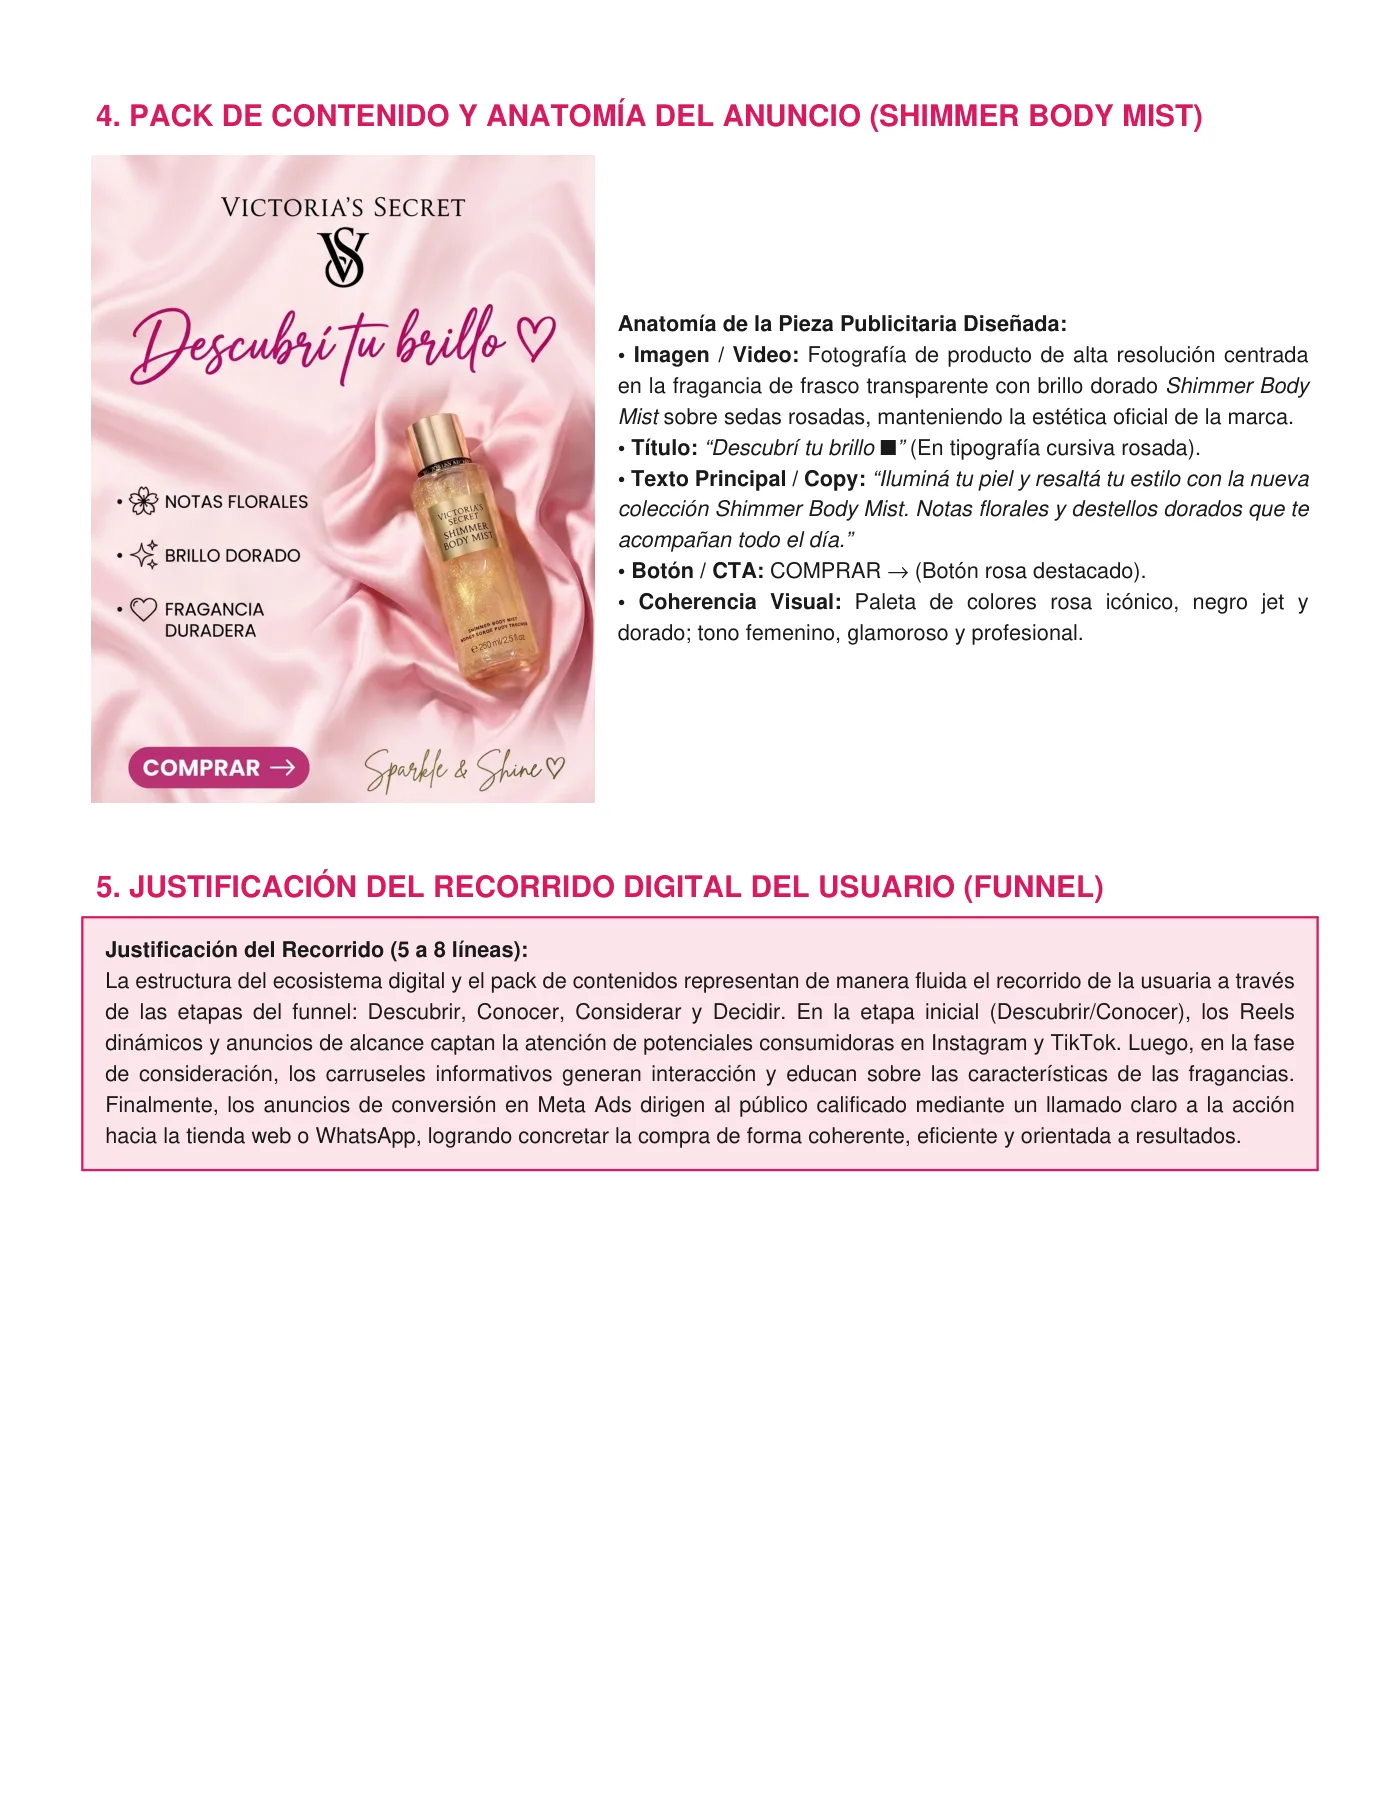 4. PACK DE CONTENIDO Y ANATOMÍA DEL ANUNCIO (SHIMMER BODY MIST)
VICTORIA’S SECRET
VS
Descubrí tu brillo ♡
• NOTAS FLORALES
• BRILLO DORADO
• FRAGANCIA
DURADERA
VICTORIA'S
SECRET
SHIMMER
BODY MIST
SHIMMER BODY MIST
COMPRAR →
Sparkle & Shine ♡
Anatomía de la Pieza Publicitaria Diseñada:
• Imagen / Video: Fotografía de producto de alta resolución centrada
en la fragancia de frasco transparente con brillo dorado Shimmer Body
Mist sobre sedas rosadas, manteniendo la estética oficial de la marca.
• Título: “Descubrí tu brillo ■” (En tipografía cursiva rosada).
• Texto Principal / Copy: “Iluminá tu piel y resaltá tu estilo con la nueva
colección Shimmer Body Mist. Notas florales y destellos dorados que te
acompañan todo el día.”
• Botón / CTA: COMPRAR → (Botón rosa destacado).
• Coherencia Visual: Paleta de colores rosa icónico, negro jet y
dorado; tono femenino, glamoroso y profesional.
5. JUSTIFICACIÓN DEL RECORRIDO DIGITAL DEL USUARIO (FUNNEL)
Justificación del Recorrido (5 a 8 líneas):
La estructura del ecosistema digital y el pack de contenidos representan de manera fluida el recorrido de la usuaria a través
de las etapas del funnel: Descubrir, Conocer, Considerar y Decidir. En la etapa inicial (Descubrir/Conocer), los Reels
dinámicos y anuncios de alcance captan la atención de potenciales consumidoras en Instagram y TikTok. Luego, en la fase
de consideración, los carruseles informativos generan interacción y educan sobre las características de las fragancias.
Finalmente, los anuncios de conversión en Meta Ads dirigen al público calificado mediante un llamado claro a la acción
hacia la tienda web o WhatsApp, logrando concretar la compra de forma coherente, eficiente y orientada a resultados.